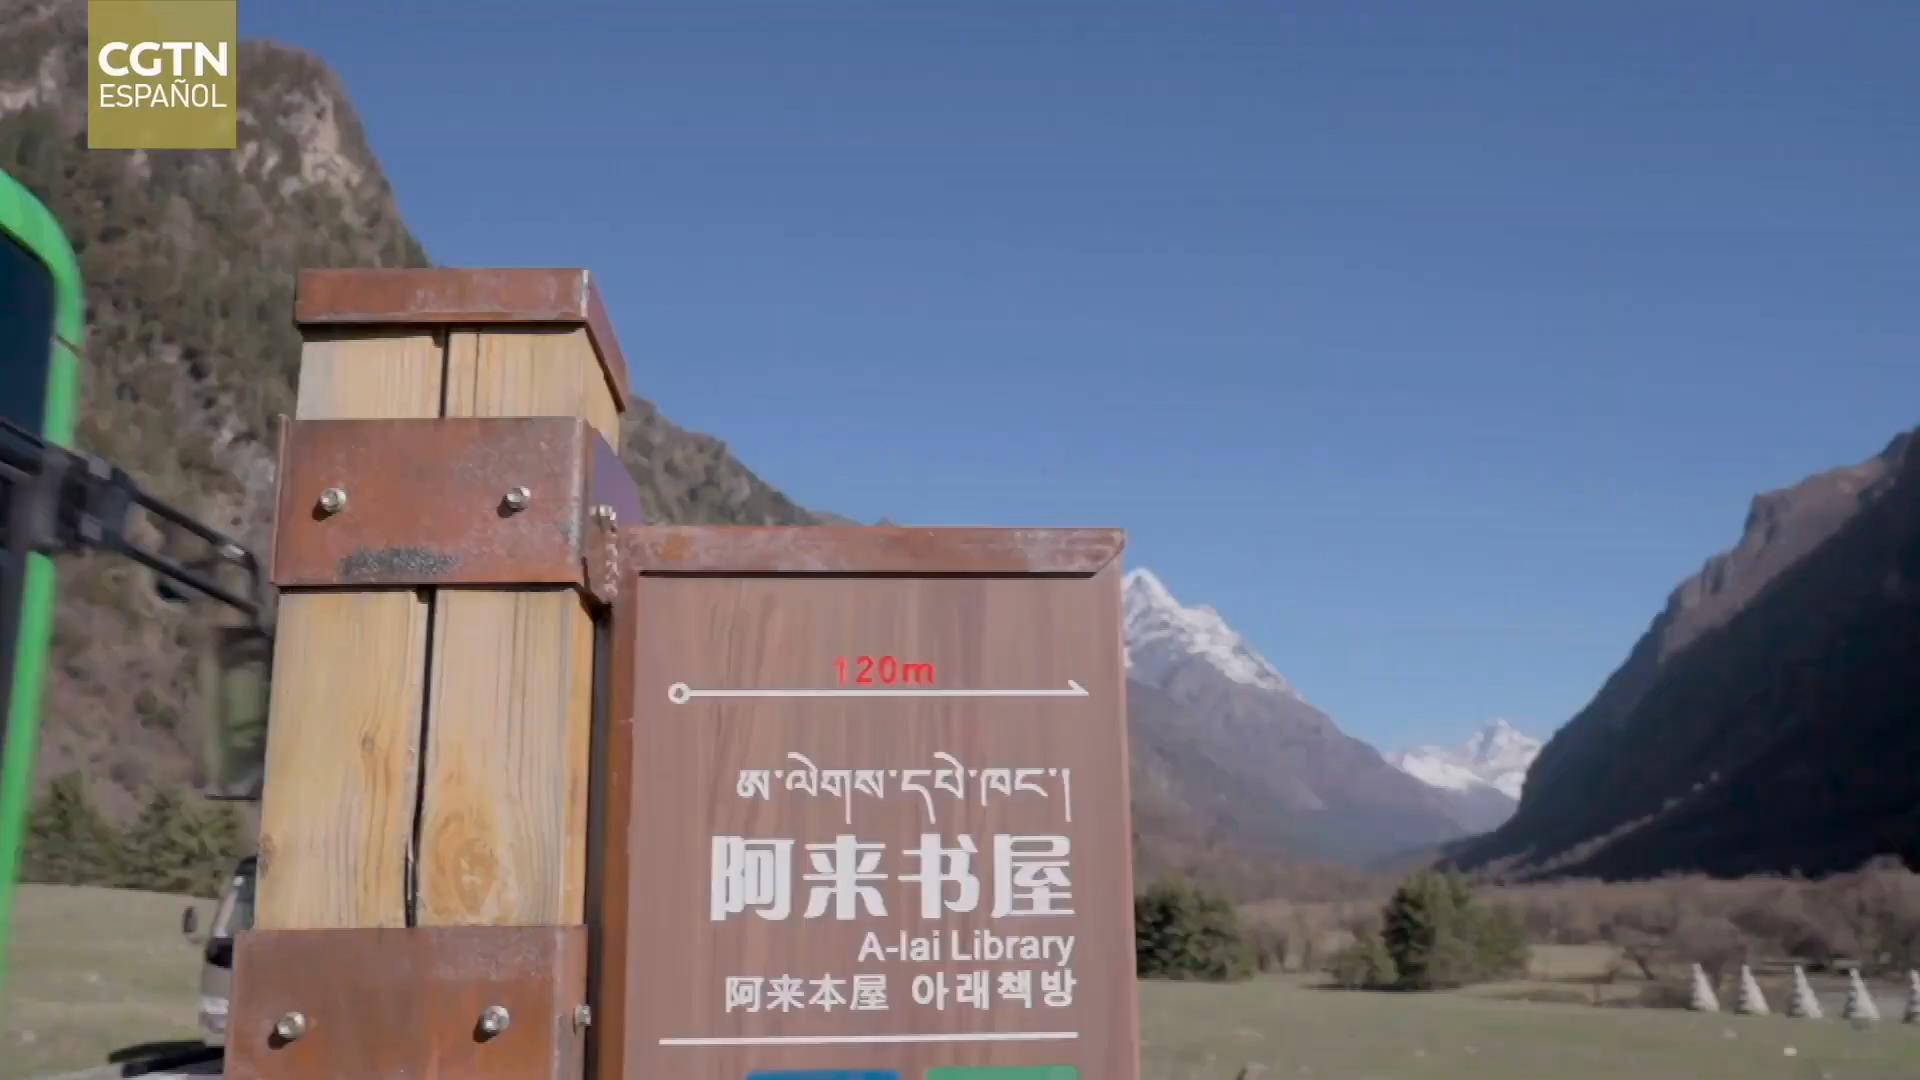 CGTN
ESPAÑOL
120m
ཨ་ལེགས་དཔེ་ཁང་།
阿来书屋
A-lai Library
阿来本屋 아래책방